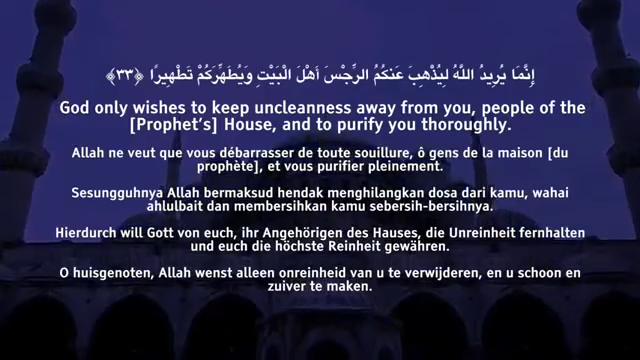 إِنَّمَا يُرِيدُ اللَّهُ لِيُذْهِبَ عَنكُمُ الرِّجْسَ أَهْلَ الْبَيْتِ وَيُطَهِّرَكُمْ تَطْهِيرًا ﴿٣٣﴾
God only wishes to keep uncleanness away from you, people of the
[Prophet's] House, and to purify you thoroughly.
Allah ne veut que vous débarrasser de toute souillure, ô gens de la maison [du
prophète], et vous purifier pleinement.
Sesungguhnya Allah bermaksud hendak menghilangkan dosa dari kamu, wahai
ahlulbait dan membersihkan kamu sebersih-bersihnya.
Hierdurch will Gott von euch, ihr Angehörigen des Hauses, die Unreinheit fernhalten
und euch die höchste Reinheit gewähren.
O huisgenoten, Allah wenst alleen onreinheid van u te verwijderen, en u schoon en
zuiver te maken.